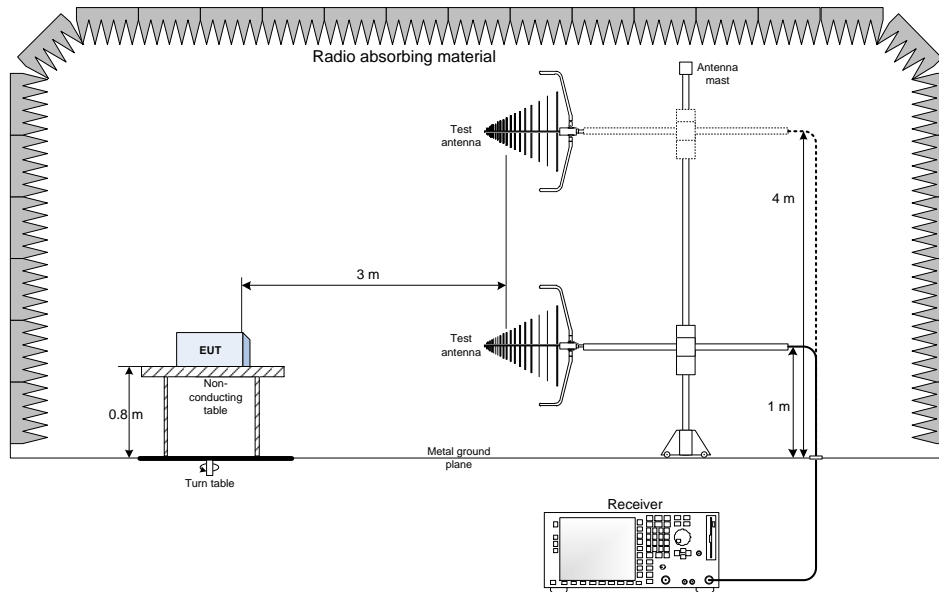 Radio absorbing material
Antenna
mast
Test
antenna
4 m
3 m
Test
antenna
EUT
Non-
conducting
table
0.8 m
1 m
Metal ground
plane
Turn table
Receiver